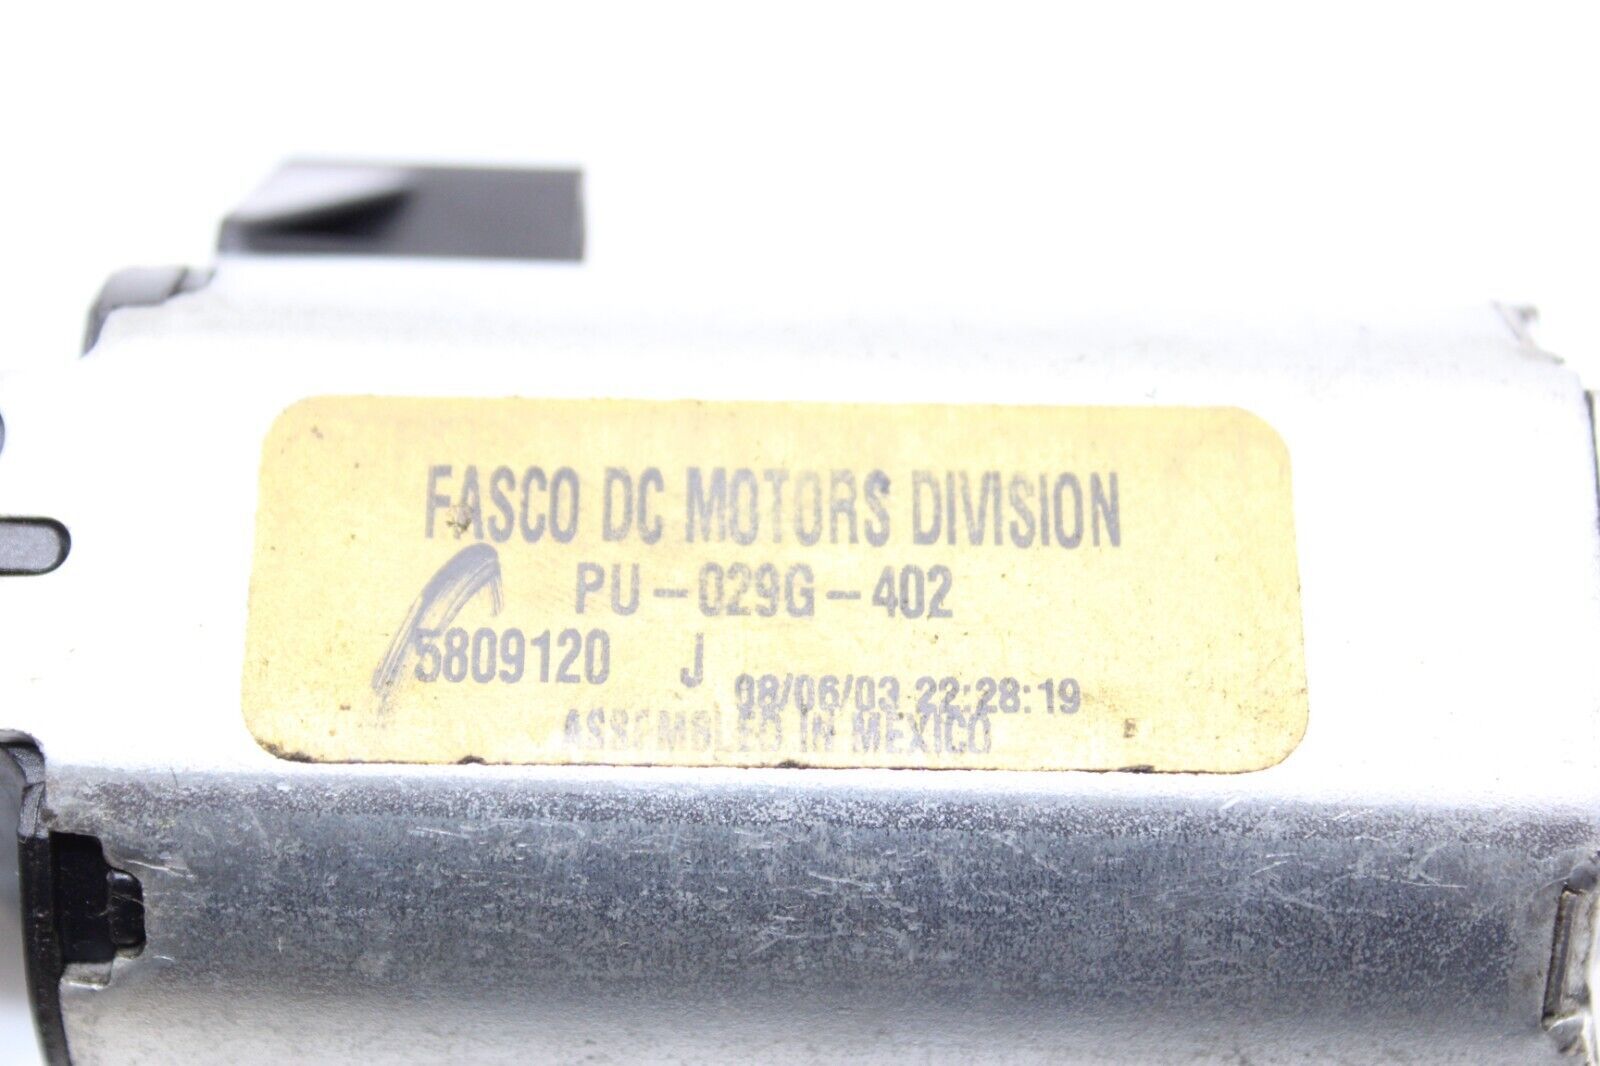 FASCO DC MOTORS DIVISION
PU-029G-402
5809120 J
08/06/03 22:28:19
ASSEMBLED IN MEXICO